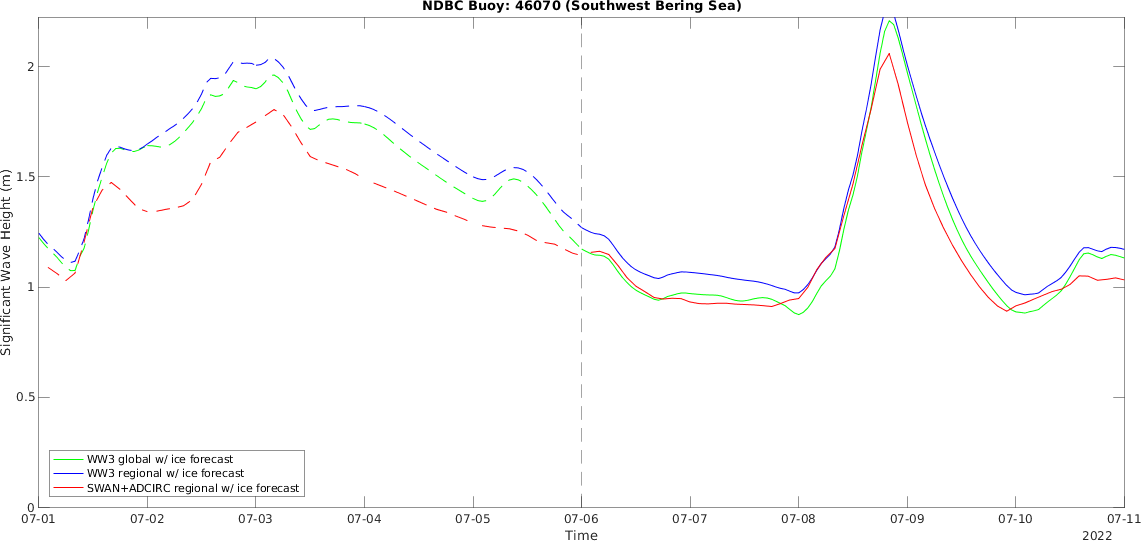 NDBC Buoy: 46070 (Southwest Bering Sea)
2
1.5
1
0.5
0
Significant Wave Height (m)
WW3 global w/ ice forecast
WW3 regional w/ ice forecast
SWAN+ADCIRC regional w/ ice forecast
07-01 07-02 07-03 07-04 07-05 07-06 07-07 07-08 07-09 07-10 07-11
Time
2022